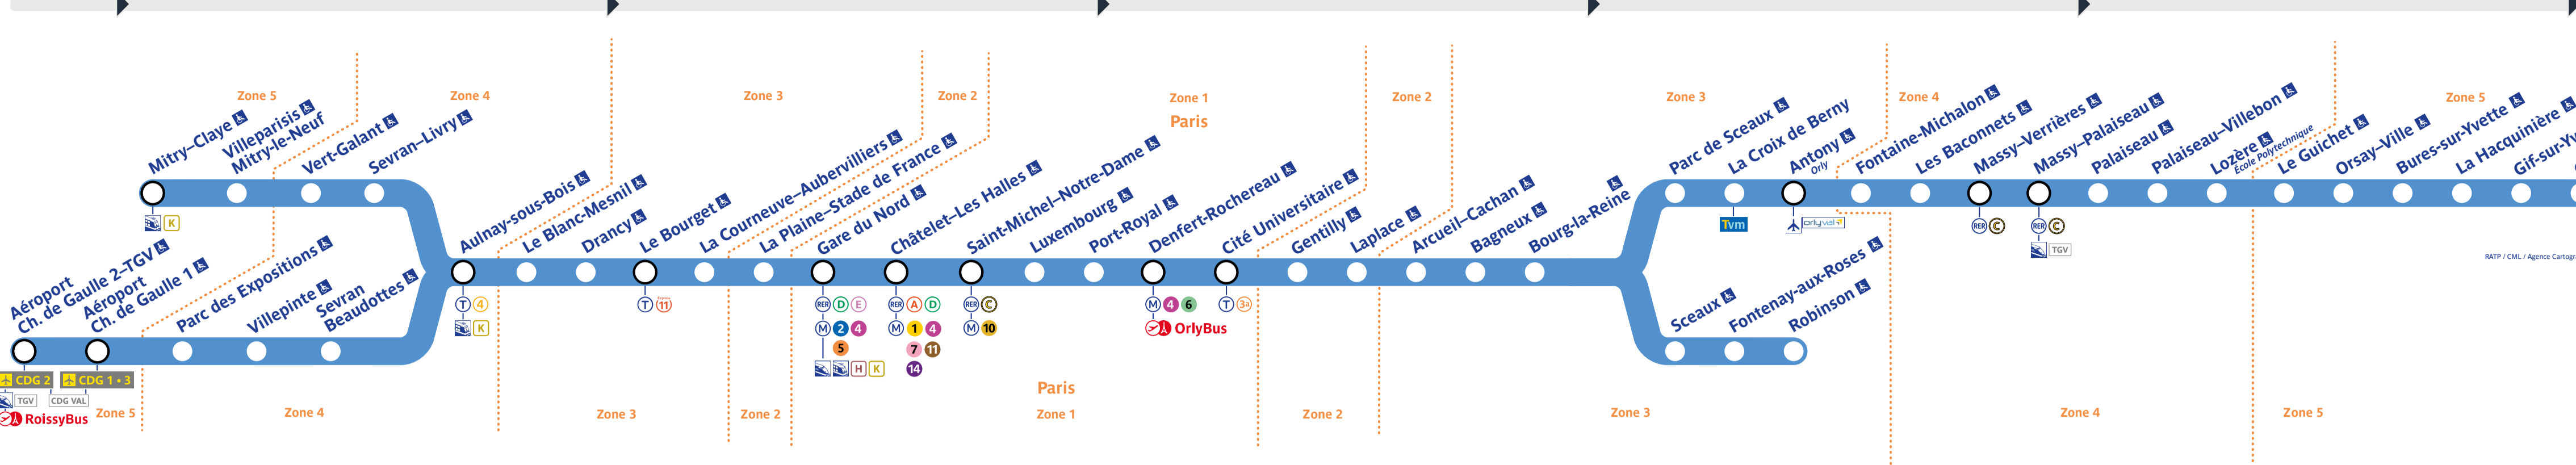 Zone 5
Zone 4
Zone 3
Zone 2
Zone 1
Paris
Zone 2
Zone 3
Zone 4
Zone 5
Mitry–Claye
Villeparisis
Mitry-le-Neuf
Vert-Galant
Sevran–Livry
K
Aéroport
Ch. de Gaulle 2–TGV
Aéroport
Ch. de Gaulle 1
Parc des Expositions
Villepinte
Sevran
Beaudottes
CDG 2
CDG 1 • 3
TGV
CDG VAL
RoissyBus
Aulnay-sous-Bois
T 4
K
Le Blanc-Mesnil
Drancy
Le Bourget
T 11
La Courneuve–Aubervilliers
La Plaine–Stade de France
Gare du Nord
RER D E
M 2 4
5
H K
Châtelet–Les Halles
RER A D
M 1 4
7 11
14
Saint-Michel–Notre-Dame
RER C
M 10
Luxembourg
Port-Royal
Denfert-Rochereau
M 4 6
OrlyBus
Cité Universitaire
T 3a
Gentilly
Laplace
Arcueil–Cachan
Bagneux
Bourg-la-Reine
Parc de Sceaux
La Croix de Berny
Tvm
Antony
Orly
orlyval
Fontaine-Michalon
Les Baconnets
Massy–Verrières
RER C
Massy–Palaiseau
RER C
TGV
Palaiseau
Palaiseau–Villebon
Lozère
École Polytechnique
Le Guichet
Orsay–Ville
Bures-sur-Yvette
La Hacquinière
Gif-sur-Y
Sceaux
Fontenay-aux-Roses
Robinson
RATP / CML / Agence Cartogra
Zone 5
Zone 4
Zone 3
Zone 2
Paris
Zone 1
Zone 2
Zone 3
Zone 4
Zone 5